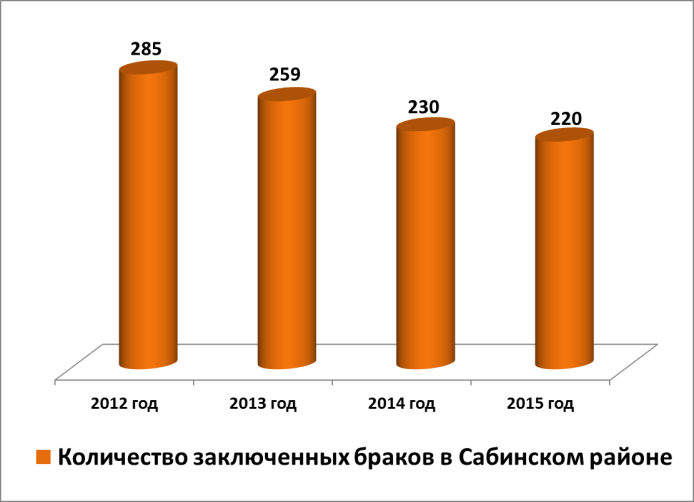 285
259
230
220
2012 год
2013 год
2014 год
2015 год
Количество заключенных браков в Сабинском районе